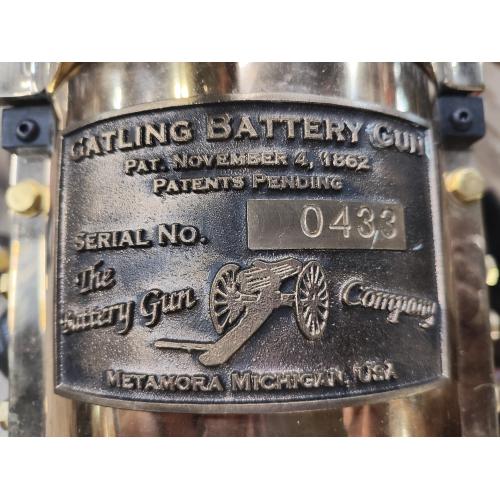 GATLING BATTERY GUN
PAT. NOVEMBER 4, 1862
PATENTS PENDING
SERIAL NO. 0433
The
Battery Gun Company
METAMORA MICHIGAN, USA